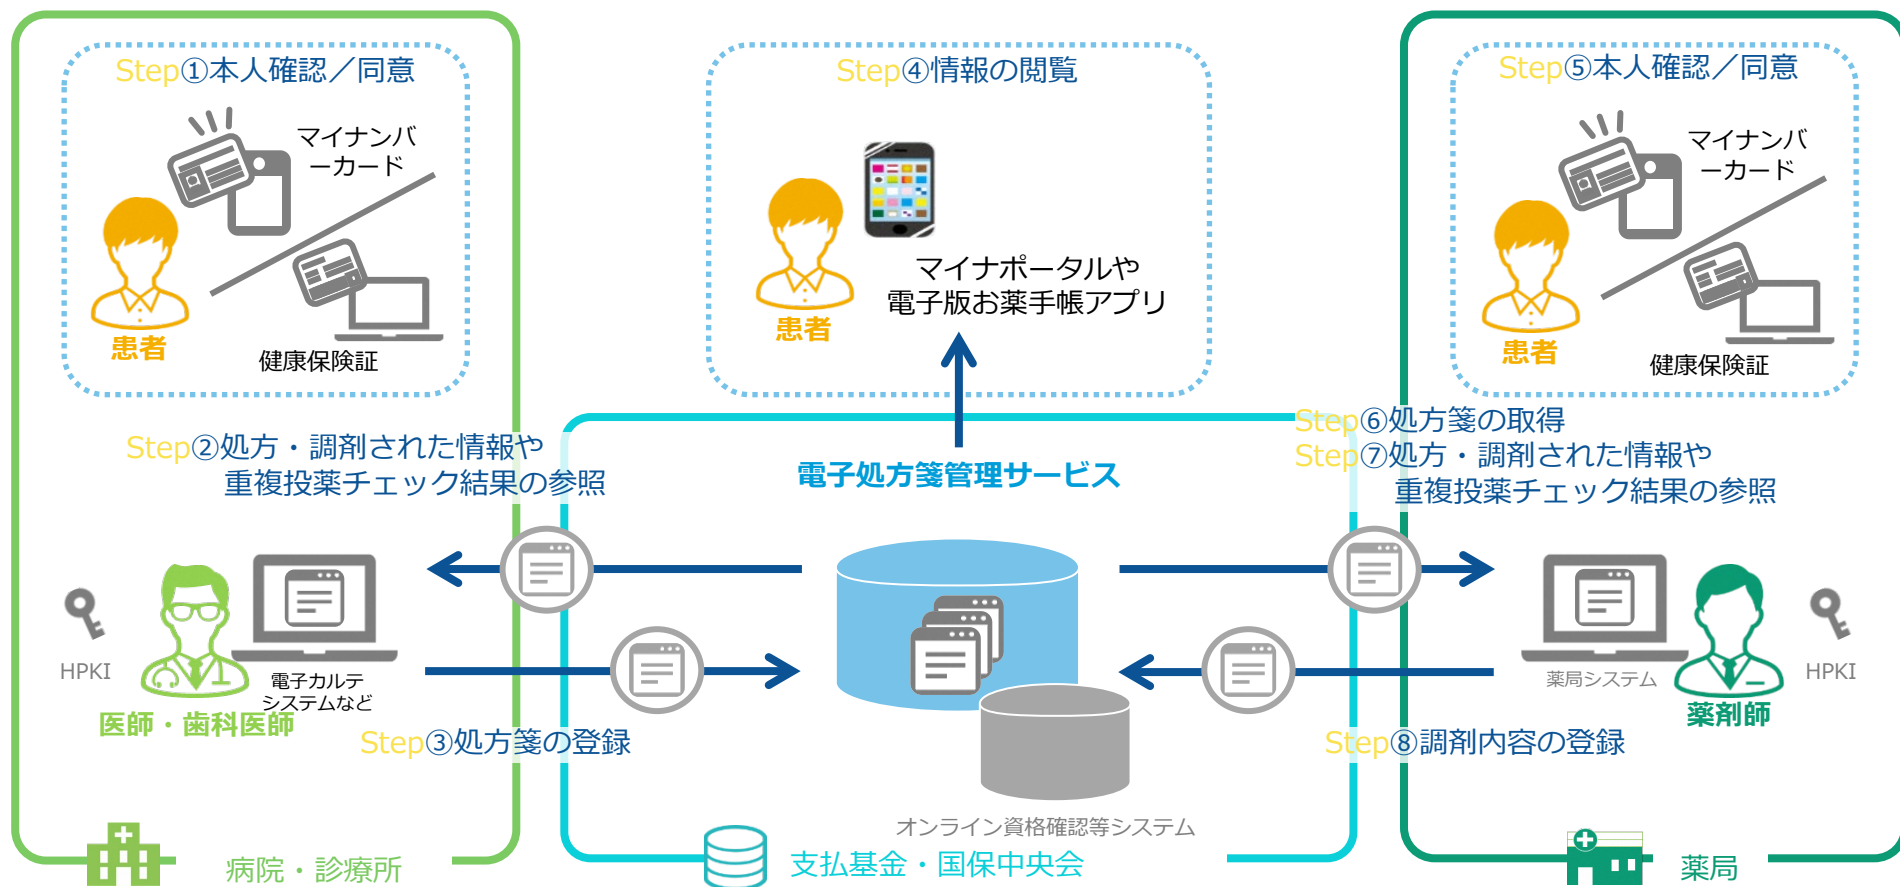 Step①本人確認／同意
マイナンバ
ーカード
患者
健康保険証
Step④情報の閲覧
マイナポータルや
電子版お薬手帳アプリ
患者
Step⑤本人確認／同意
マイナンバ
ーカード
患者
健康保険証
Step②処方・調剤された情報や
重複投薬チェック結果の参照
電子処方箋管理サービス
Step⑥処方箋の取得
Step⑦処方・調剤された情報や
重複投薬チェック結果の参照
HPKI
電子カルテ
システムなど
医師・歯科医師
Step③処方箋の登録
薬局システム
HPKI
薬剤師
Step⑧調剤内容の登録
オンライン資格確認等システム
病院・診療所
支払基金・国保中央会
薬局